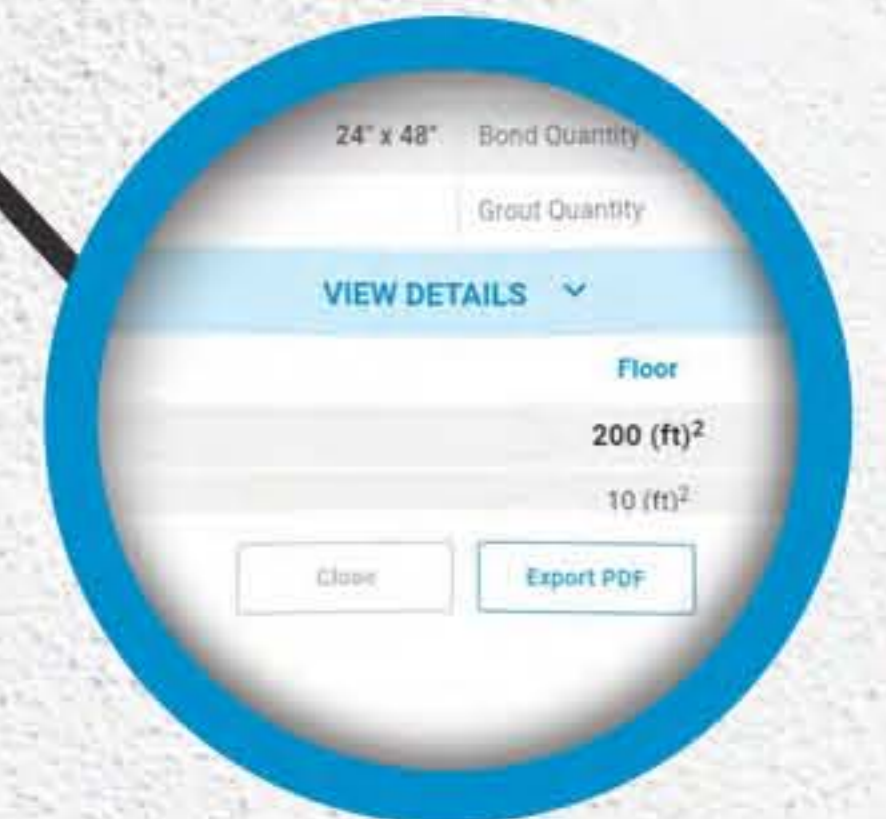 24" x 48" Bond Quantity
Grout Quantity
VIEW DETAILS
Floor
200 (ft)²
10 (ft)²
Close Export PDF